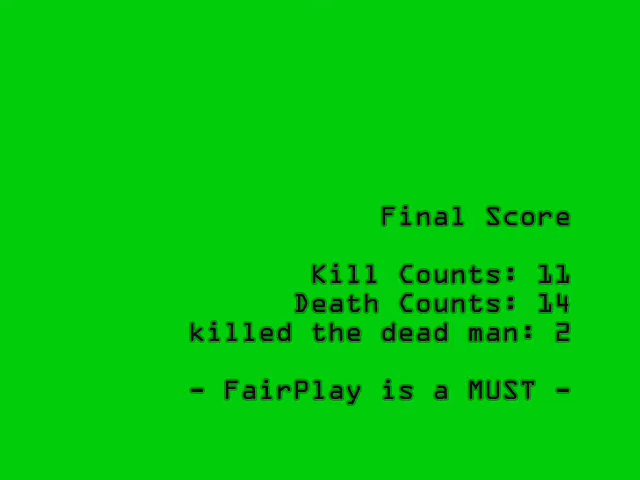 Final Score
Kill Counts: 11
Death Counts: 14
killed the dead man: 2
- FairPlay is a MUST -